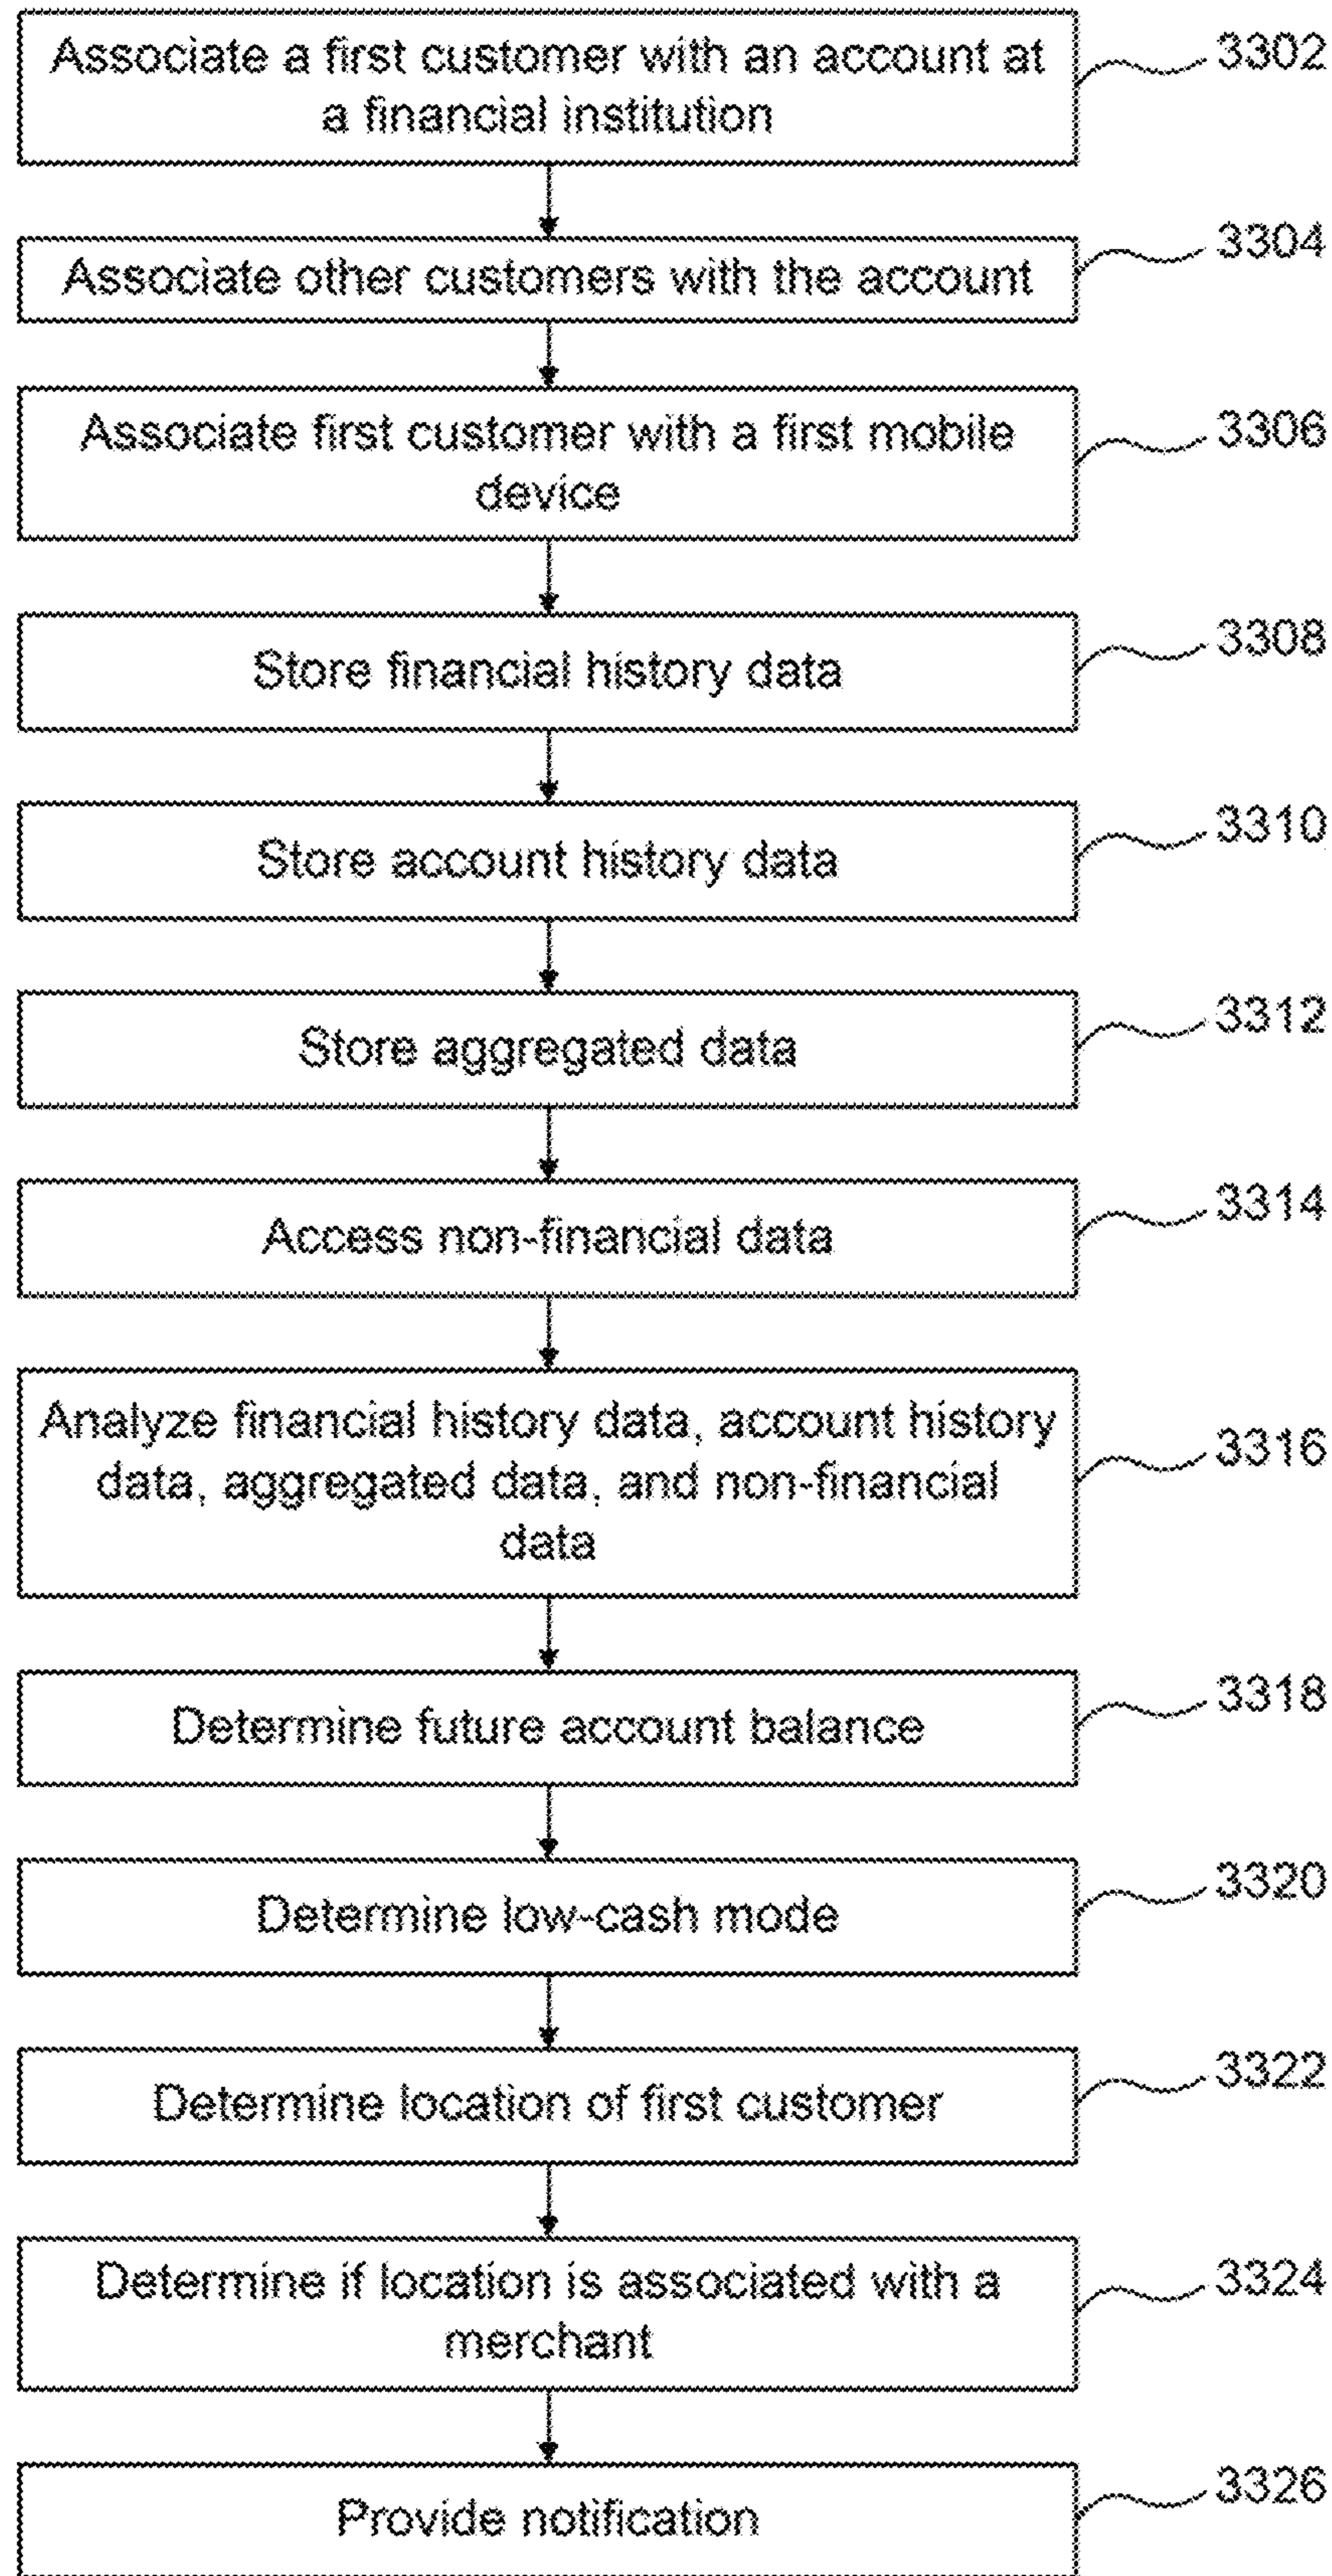 Associate a first customer with an account at
a financial institution
3302
Associate other customers with the account
3304
Associate first customer with a first mobile
device
3306
Store financial history data
3308
Store account history data
3310
Store aggregated data
3312
Access non-financial data
3314
Analyze financial history data, account history
data, aggregated data, and non-financial
data
3316
Determine future account balance
3318
Determine low-cash mode
3320
Determine location of first customer
3322
Determine if location is associated with a
merchant
3324
Provide notification
3326